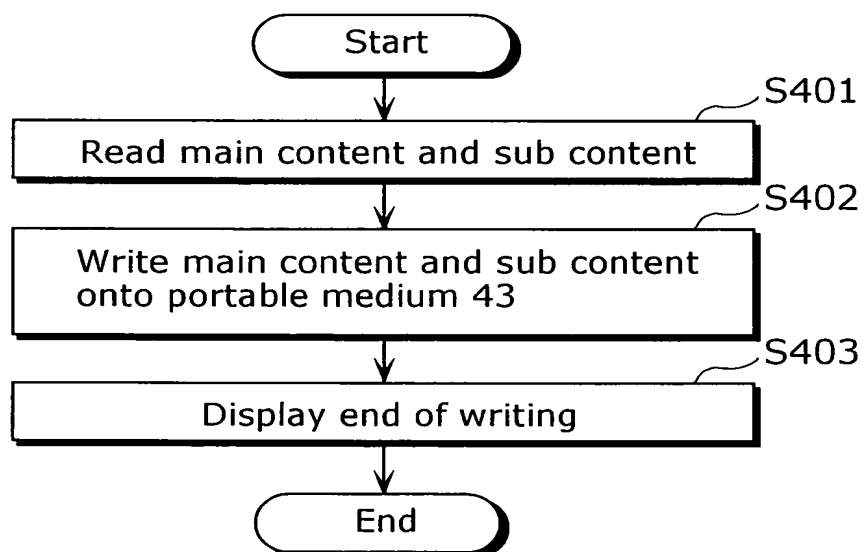 Start
S401
Read main content and sub content
S402
Write main content and sub content
onto portable medium 43
S403
Display end of writing
End